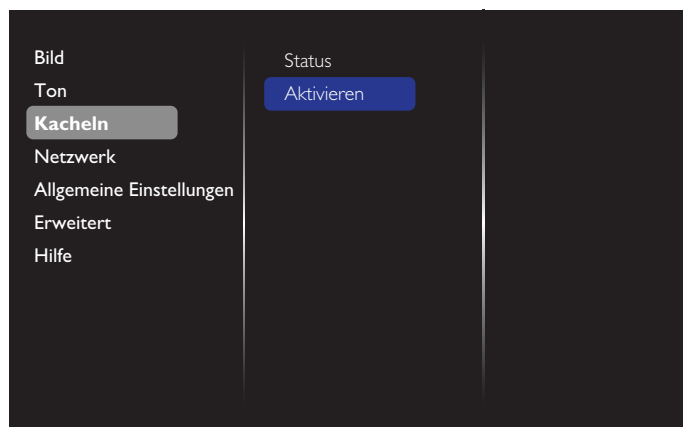 Bild
Ton
Kacheln
Netzwerk
Allgemeine Einstellungen
Erweitert
Hilfe
Status
Aktivieren